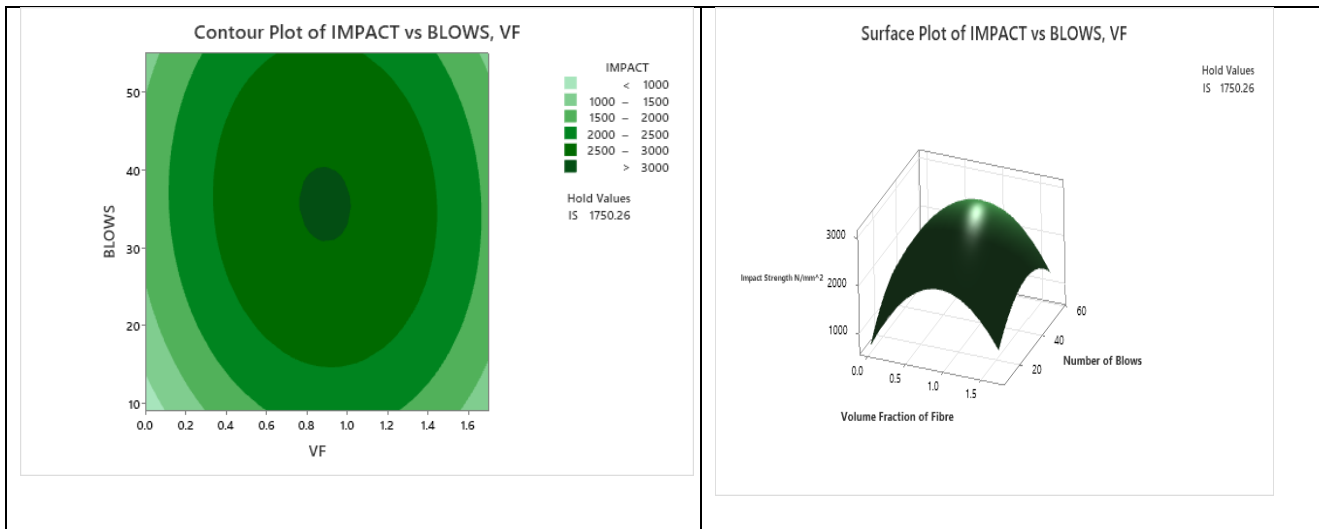 Contour Plot of IMPACT vs BLOWS, VF
IMPACT
< 1000
1000 – 1500
1500 – 2000
2000 – 2500
2500 – 3000
> 3000
Hold Values
IS 1750.26
BLOWS
50
40
30
20
10
0.0 0.2 0.4 0.6 0.8 1.0 1.2 1.4 1.6
VF
Surface Plot of IMPACT vs BLOWS, VF
Hold Values
IS 1750.26
3000
Impact Strength N/mm^2
2000
1000
0.0 0.5 1.0 1.5
20 40 60
Number of Blows
Volume Fraction of Fibre